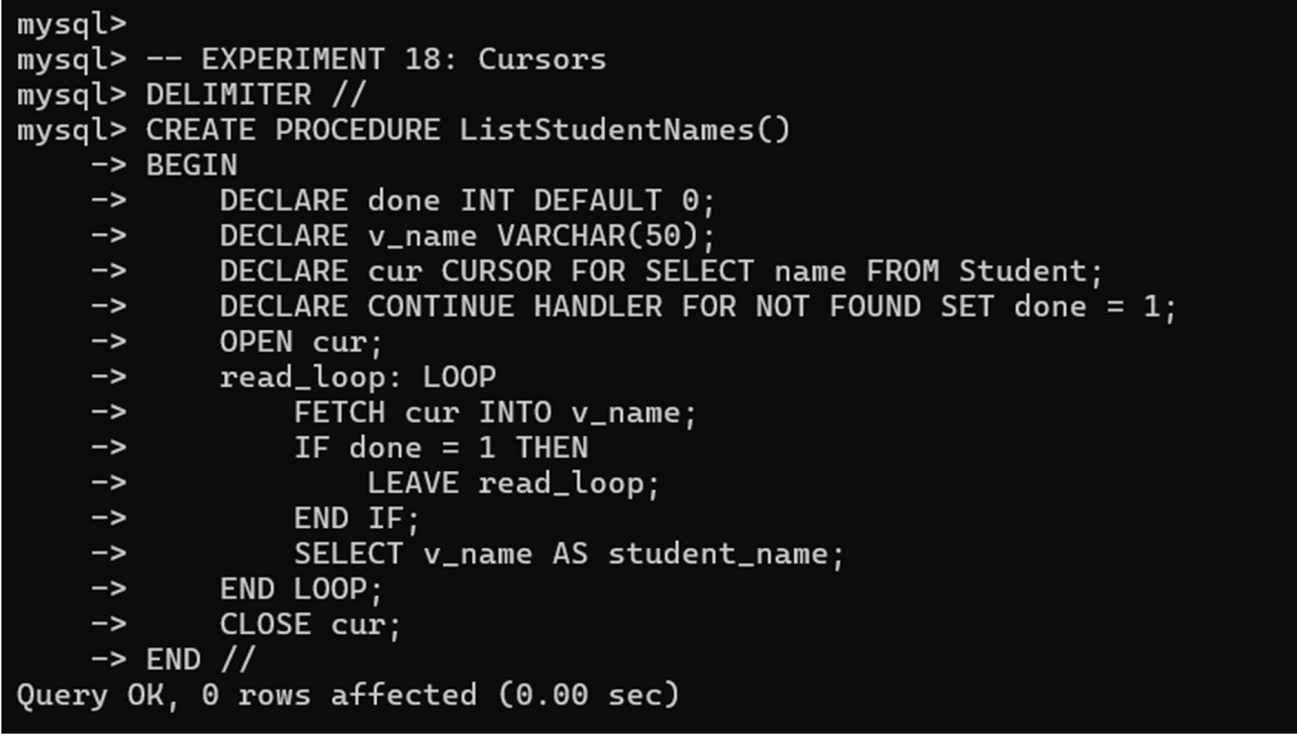 mysql>
mysql> -- EXPERIMENT 18: Cursors
mysql> DELIMITER //
mysql> CREATE PROCEDURE ListStudentNames()
    -> BEGIN
    ->     DECLARE done INT DEFAULT 0;
    ->     DECLARE v_name VARCHAR(50);
    ->     DECLARE cur CURSOR FOR SELECT name FROM Student;
    ->     DECLARE CONTINUE HANDLER FOR NOT FOUND SET done = 1;
    ->     OPEN cur;
    ->     read_loop: LOOP
    ->         FETCH cur INTO v_name;
    ->         IF done = 1 THEN
    ->             LEAVE read_loop;
    ->         END IF;
    ->         SELECT v_name AS student_name;
    ->     END LOOP;
    ->     CLOSE cur;
    -> END //
Query OK, 0 rows affected (0.00 sec)